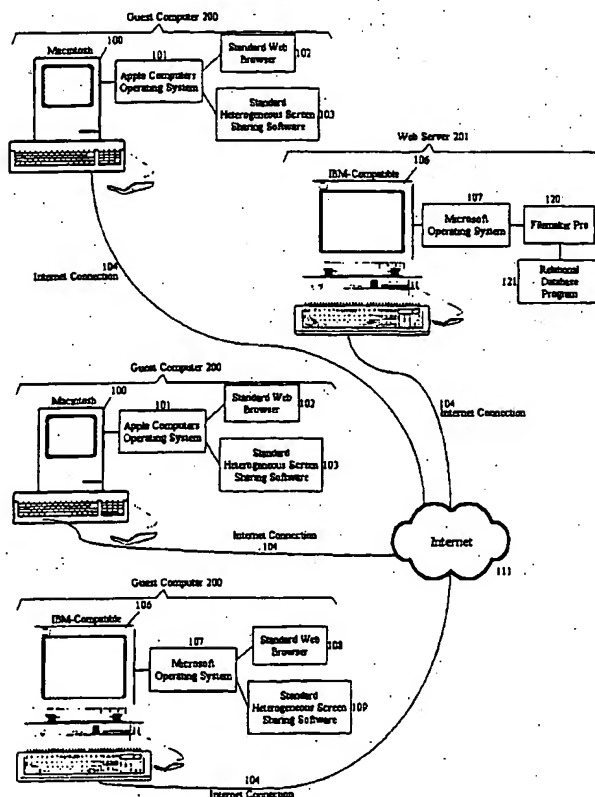 Guest Computer 200
Macintosh
100
101
Apple Computers
Operating System
Standard Web
Browser
102
Standard
Heterogeneous Screen
Sharing Software
103
104
Internet Connection
Web Server 201
106
IBM-Compatible
107
Microsoft
Operating System
120
Filemaker Pro
121
Relational
Database
Program
104
Internet Connection
Guest Computer 200
Macintosh
100
101
Apple Computers
Operating System
Standard Web
Browser
102
Standard
Heterogeneous Screen
Sharing Software
103
Internet Connection
104
Internet
111
Guest Computer 200
106
IBM-Compatible
107
Microsoft
Operating System
Standard Web
Browser
108
Standard
Heterogeneous Screen
Sharing Software
109
104
Internet Connection